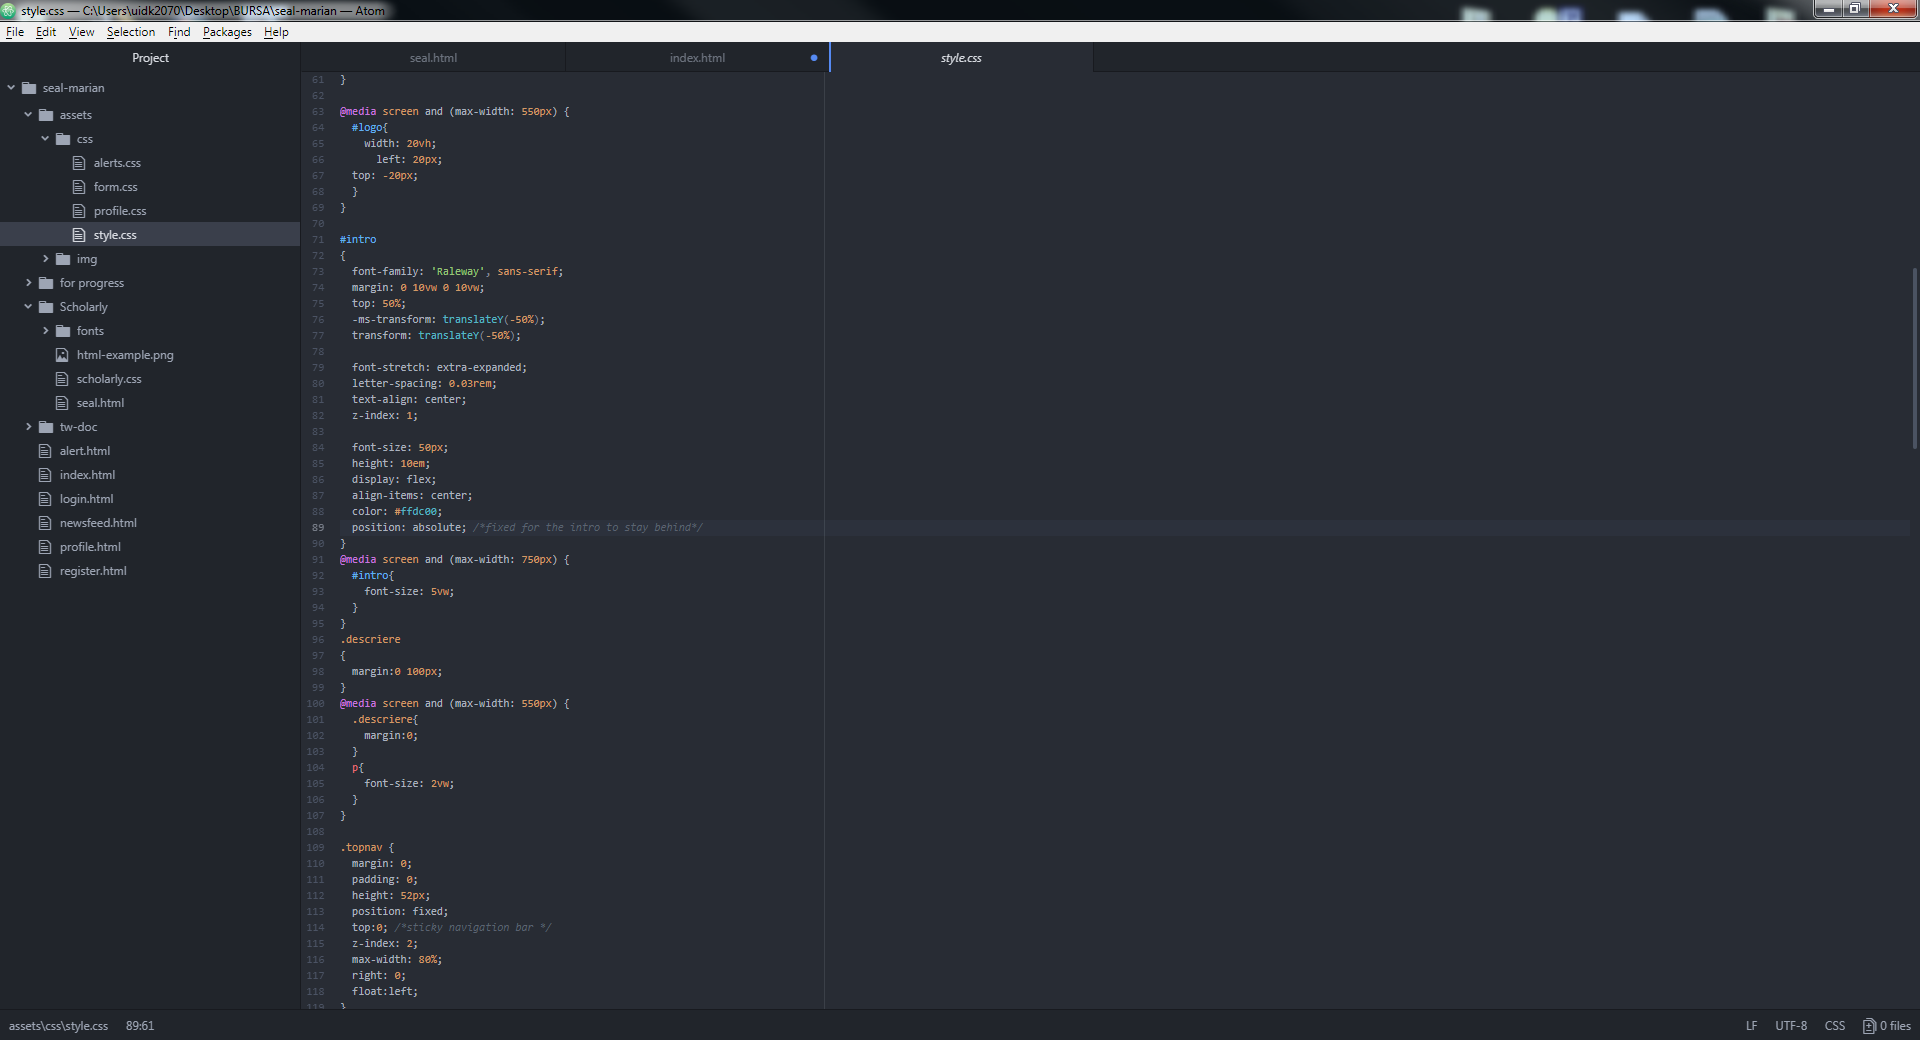 style.css — C:\Users\uidk2070\Desktop\BURSA\seal-marian — Atom
File Edit View Selection Find Packages Help
Project
seal-marian
assets
css
alerts.css
form.css
profile.css
style.css
img
for progress
Scholarly
fonts
html-example.png
scholarly.css
seal.html
tw-doc
alert.html
index.html
login.html
newsfeed.html
profile.html
register.html
seal.html index.html style.css
61 }
62
63 @media screen and (max-width: 550px) {
64 #logo{
65 width: 20vh;
66 left: 20px;
67 top: -20px;
68 }
69 }
70
71 #intro
72 {
73 font-family: 'Raleway', sans-serif;
74 margin: 0 10vw 0 10vw;
75 top: 50%;
76 -ms-transform: translateY(-50%);
77 transform: translateY(-50%);
78
79 font-stretch: extra-expanded;
80 letter-spacing: 0.03rem;
81 text-align: center;
82 z-index: 1;
83
84 font-size: 50px;
85 height: 10em;
86 display: flex;
87 align-items: center;
88 color: #ffdc00;
89 position: absolute; /*fixed for the intro to stay behind*/
90 }
91 @media screen and (max-width: 750px) {
92 #intro{
93 font-size: 5vw;
94 }
95 }
96 .descriere
97 {
98 margin:0 100px;
99 }
100 @media screen and (max-width: 550px) {
101 .descriere{
102 margin:0;
103 }
104 p{
105 font-size: 2vw;
106 }
107 }
108
109 .topnav {
110 margin: 0;
111 padding: 0;
112 height: 52px;
113 position: fixed;
114 top:0; /*sticky navigation bar */
115 z-index: 2;
116 max-width: 80%;
117 right: 0;
118 float:left;
119 }
assets\css\style.css 89:61
LF UTF-8 CSS 0 files